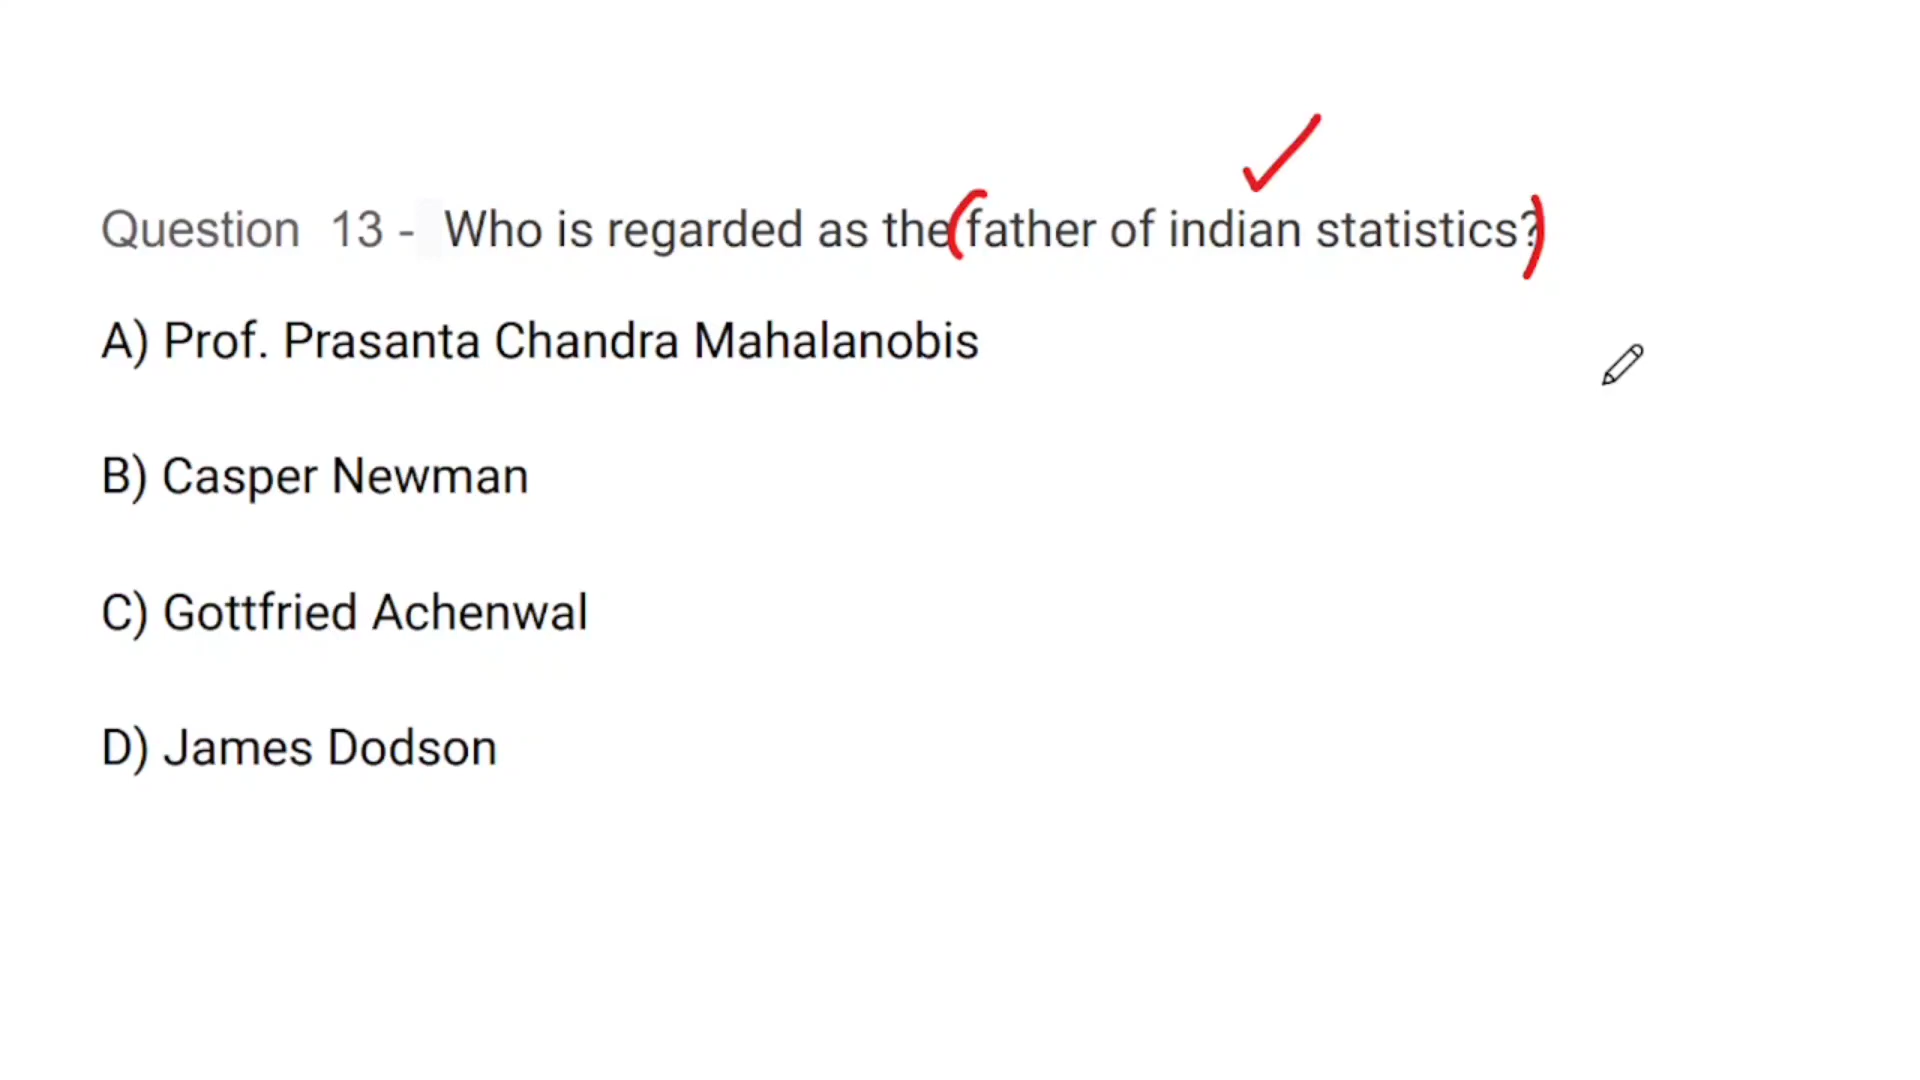 Question 13 - Who is regarded as the father of indian statistics?
A) Prof. Prasanta Chandra Mahalanobis
B) Casper Newman
C) Gottfried Achenwal
D) James Dodson